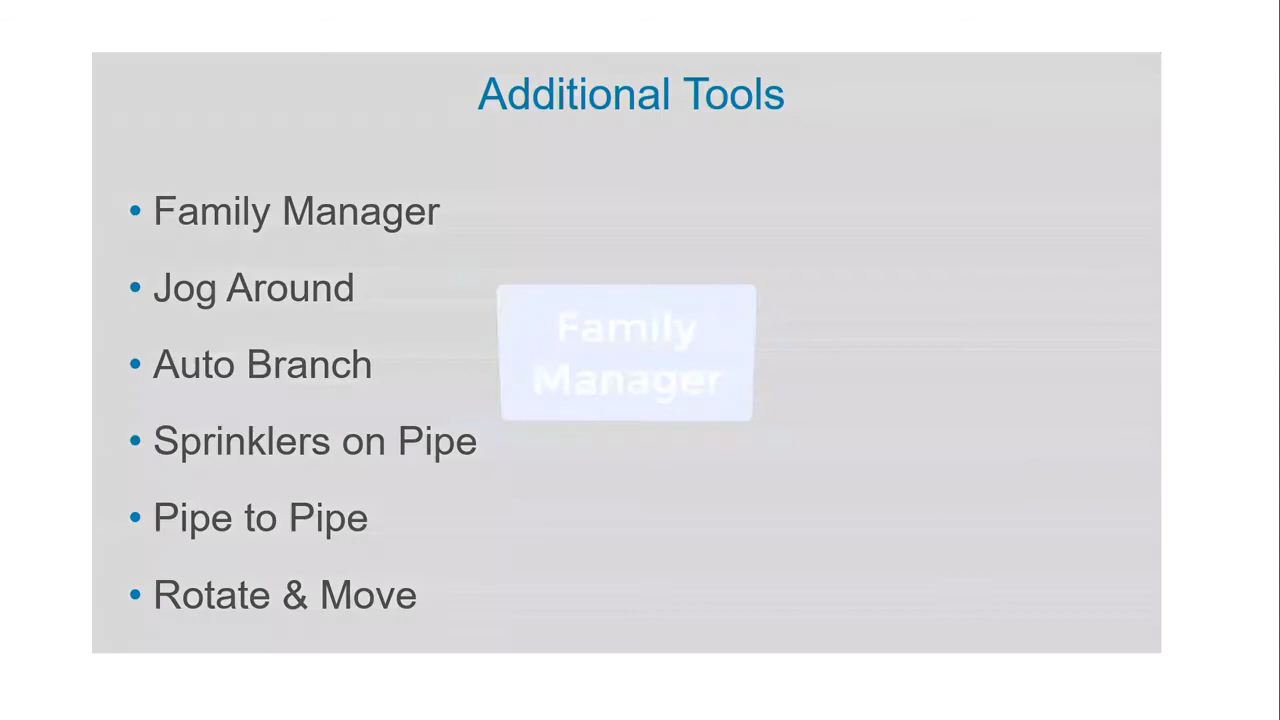 Additional Tools
• Family Manager
• Jog Around
Family
Manager
• Auto Branch
• Sprinklers on Pipe
• Pipe to Pipe
• Rotate & Move